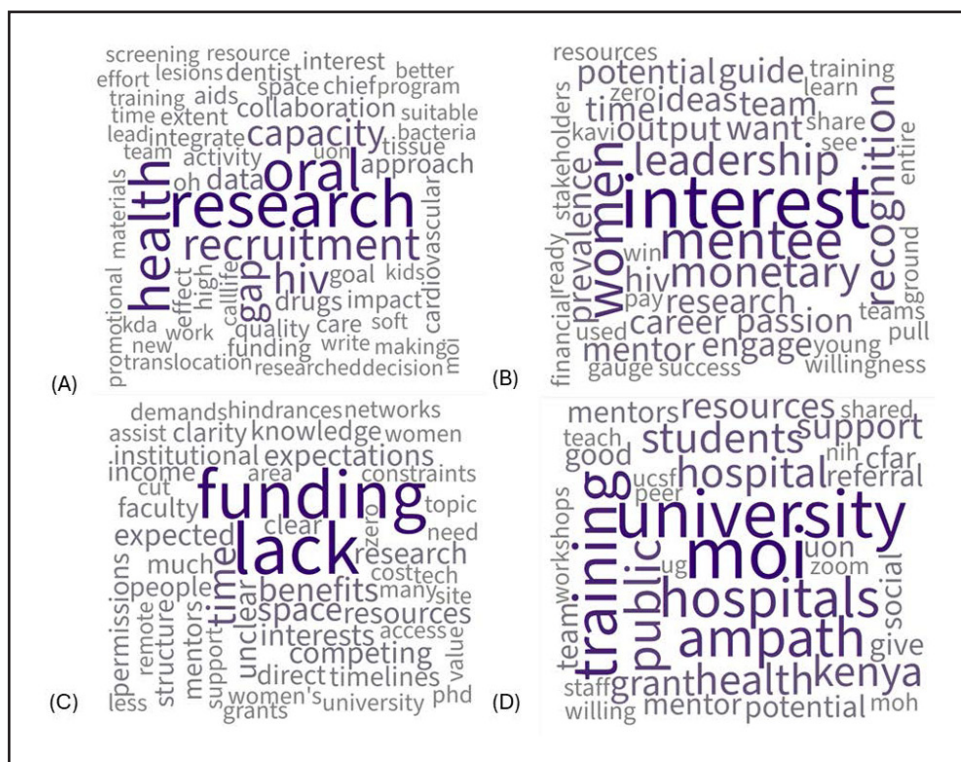 screening resource interest
effort lesions dentist better
space chief program
training aids collaboration
time extent suitable
lead integrate capacity bacteria
team activity uon tissue
oh data oral approach
health research
materials recruitment cardiovascular
gap hiv goal kids
promotional effect high call life drugs impact
kda work quality care soft
new funding write making moi
translocation researched decision
(A)
resources
potential guide training
zero learn
time ideas team
stakeholders kavi output want share recognition
see entire
women leadership
prevalence interest
win mentee
ready hiv monetary ground
pay research teams
financial used career passion pull
mentor engage young
gauge success willingness
(B)
demands hindrances networks
assist clarity knowledge women
institutional expectations
income area constraints
cut funding
faculty topic
clear zero need
expected lack research
much time cost tech
people benefits many site
permissions unclear space resources
remote structure mentors support interests access value
competing
direct timelines
less women's university phd
grants
(C)
mentors resources shared
teach students support
good nih cfar
hospital referral
ucsf
peer
training university
workshops moi uon
public ug zoom
hospitals social
team ampath give
staff grant health kenya
willing mentor potential moh
(D)